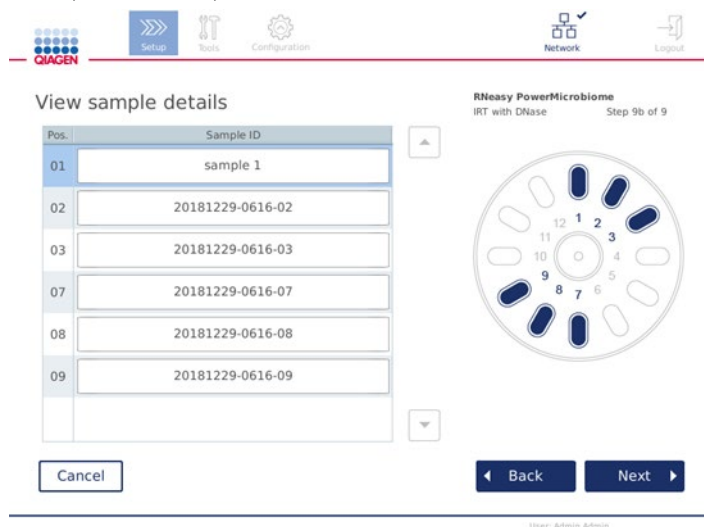 QIAGEN
Setup
Tools
Configuration
Network
Logout
View sample details
RNeasy PowerMicrobiome
IRT with DNase Step 9b of 9
Pos. Sample ID
01 sample 1
02 20181229-0616-02
03 20181229-0616-03
07 20181229-0616-07
08 20181229-0616-08
09 20181229-0616-09
12 1 2
11 3
10 4
9 5
8 7 6
Cancel
Back
Next
User: Admin Admin